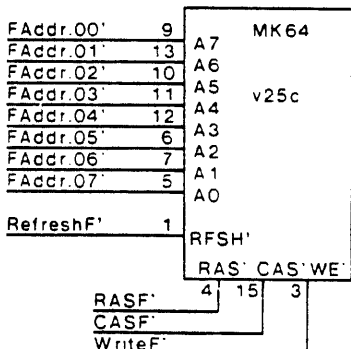 FAddr.00' 9 A7 MK64
FAddr.01' 13 A6
FAddr.02' 10 A5
FAddr.03' 11 A4 v25c
FAddr.04' 12 A3
FAddr.05' 6 A2
FAddr.06' 7 A1
FAddr.07' 5 A0
RefreshF' 1 RFSH'
RAS' CAS' WE'
4 15 3
RASF'
CASF'
WriteF'